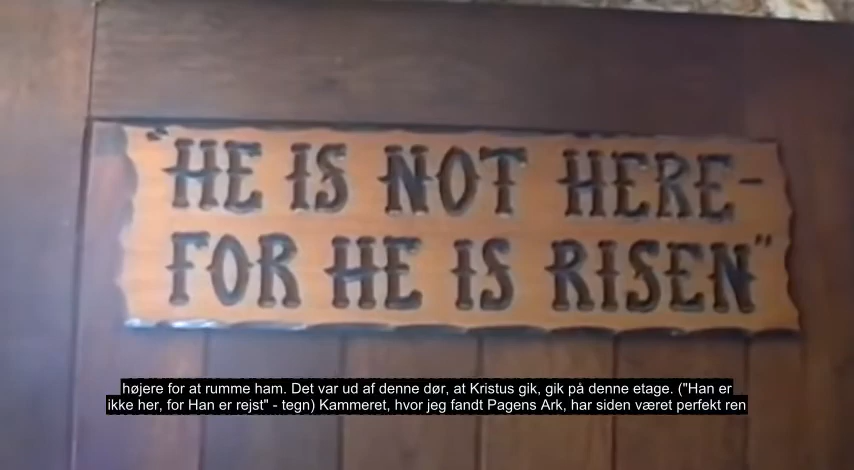 "HE IS NOT HERE-
FOR HE IS RISEN"
højere for at rumme ham. Det var ud af denne dør, at Kristus gik, gik på denne etage. ("Han er
ikke her, for Han er rejst" - tegn) Kammeret, hvor jeg fandt Pagens Ark, har siden været perfekt ren